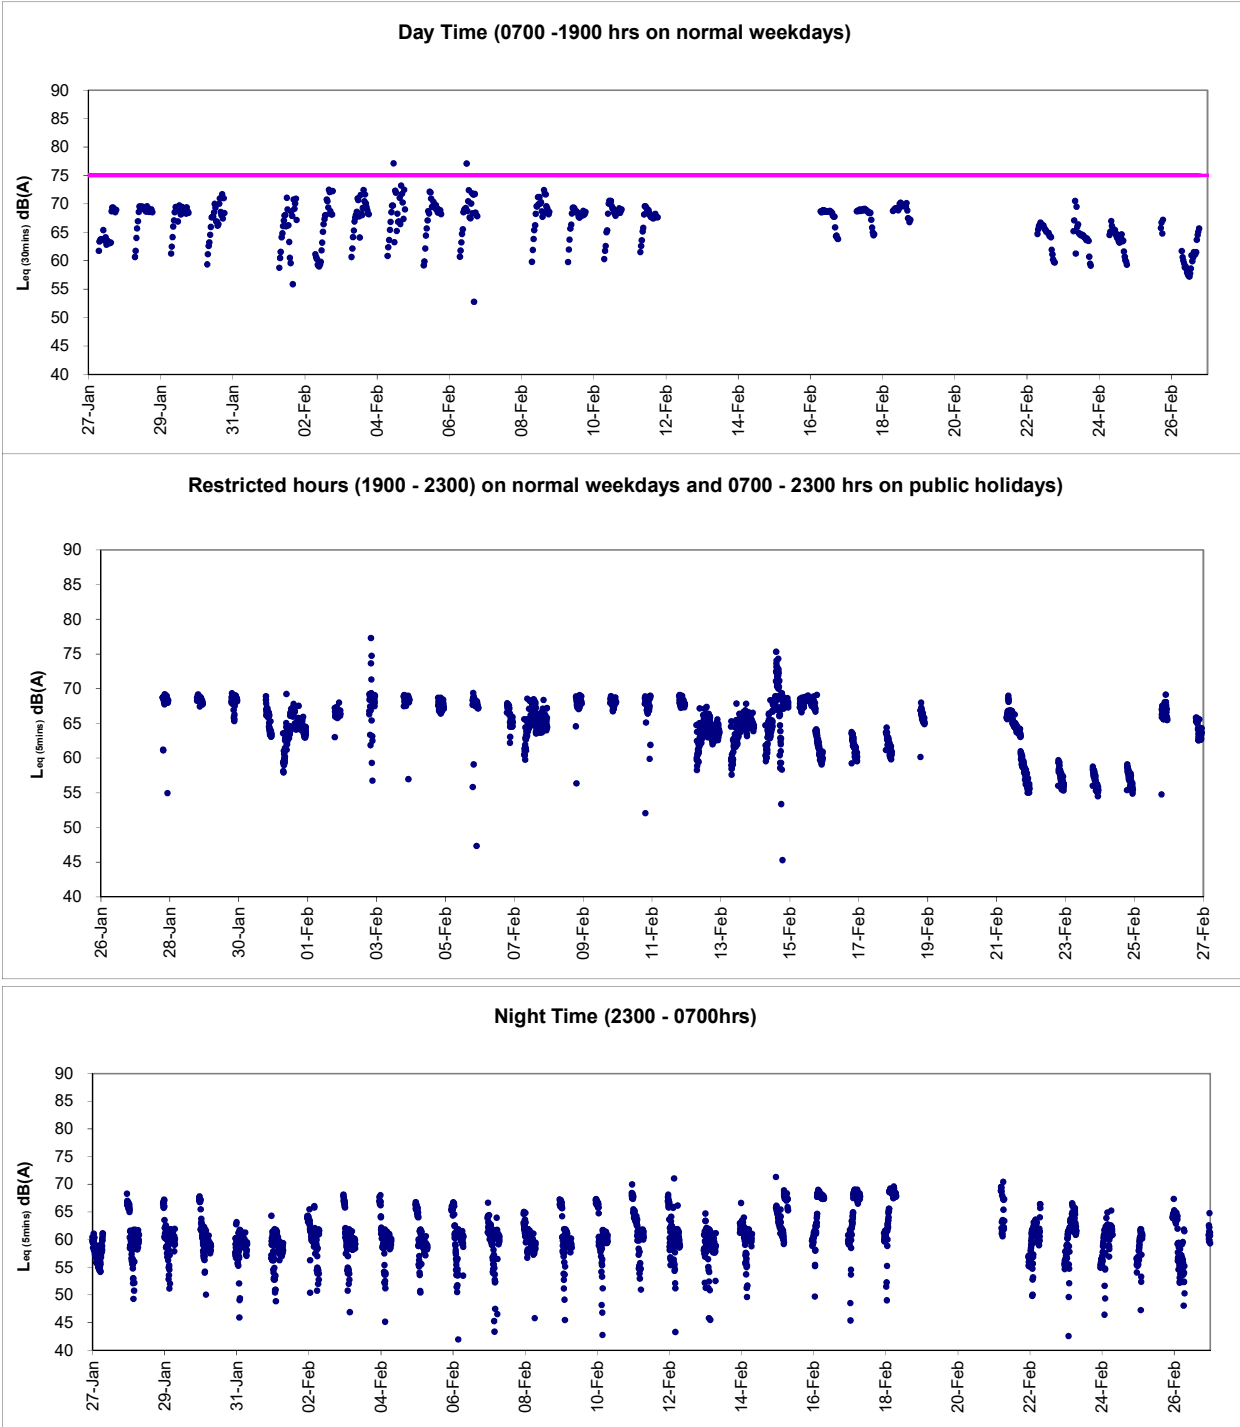 Day Time (0700 -1900 hrs on normal weekdays)
Leq (30mins) dB(A)
90
85
80
75
70
65
60
55
50
45
40
27-Jan
29-Jan
31-Jan
02-Feb
04-Feb
06-Feb
08-Feb
10-Feb
12-Feb
14-Feb
16-Feb
18-Feb
20-Feb
22-Feb
24-Feb
26-Feb
Restricted hours (1900 - 2300) on normal weekdays and 0700 - 2300 hrs on public holidays)
Leq (5mins) dB(A)
90
85
80
75
70
65
60
55
50
45
40
26-Jan
28-Jan
30-Jan
01-Feb
03-Feb
05-Feb
07-Feb
09-Feb
11-Feb
13-Feb
15-Feb
17-Feb
19-Feb
21-Feb
23-Feb
25-Feb
27-Feb
Night Time (2300 - 0700hrs)
Leq (5mins) dB(A)
90
85
80
75
70
65
60
55
50
45
40
27-Jan
29-Jan
31-Jan
02-Feb
04-Feb
06-Feb
08-Feb
10-Feb
12-Feb
14-Feb
16-Feb
18-Feb
20-Feb
22-Feb
24-Feb
26-Feb